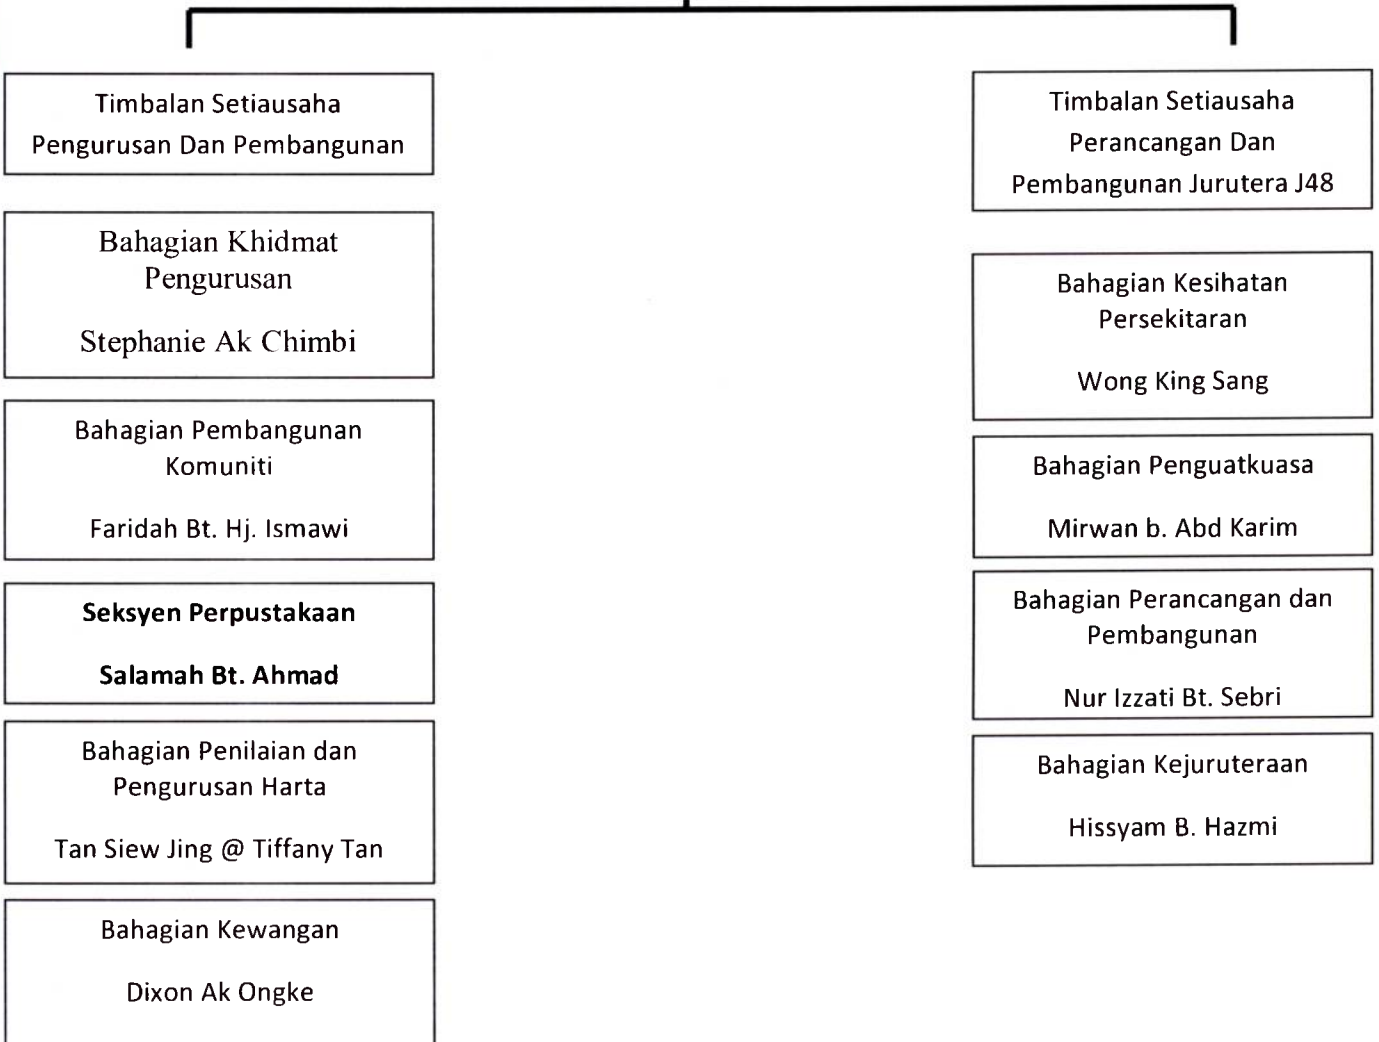 Timbalan Setiausaha
Pengurusan Dan Pembangunan
Bahagian Khidmat
Pengurusan
Stephanie Ak Chimbi
Bahagian Pembangunan
Komuniti
Faridah Bt. Hj. Ismawi
Seksyen Perpustakaan
Salamah Bt. Ahmad
Bahagian Penilaian dan
Pengurusan Harta
Tan Siew Jing @ Tiffany Tan
Bahagian Kewangan
Dixon Ak Ongke
Timbalan Setiausaha
Perancangan Dan
Pembangunan Jurutera J48
Bahagian Kesihatan
Persekitaran
Wong King Sang
Bahagian Penguatkuasa
Mirwan b. Abd Karim
Bahagian Perancangan dan
Pembangunan
Nur Izzati Bt. Sebri
Bahagian Kejuruteraan
Hissyam B. Hazmi